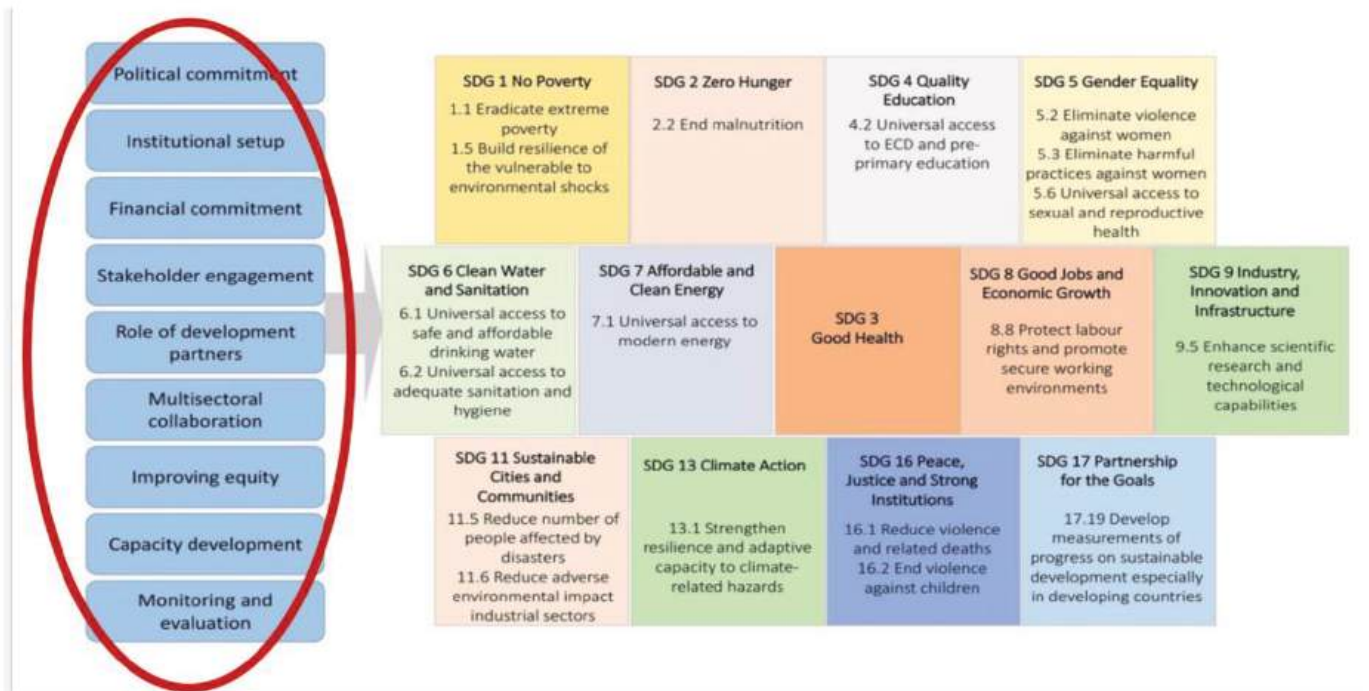 Political commitment
Institutional setup
Financial commitment
Stakeholder engagement
Role of development
partners
Multisectoral
collaboration
Improving equity
Capacity development
Monitoring and
evaluation
SDG 1 No Poverty
1.1 Eradicate extreme
poverty
1.5 Build resilience of
the vulnerable to
environmental shocks
SDG 2 Zero Hunger
2.2 End malnutrition
SDG 4 Quality
Education
4.2 Universal access
to ECD and pre-
primary education
SDG 5 Gender Equality
5.2 Eliminate violence
against women
5.3 Eliminate harmful
practices against women
5.6 Universal access to
sexual and reproductive
health
SDG 6 Clean Water
and Sanitation
6.1 Universal access to
safe and affordable
drinking water
6.2 Universal access to
adequate sanitation and
hygiene
SDG 7 Affordable and
Clean Energy
7.1 Universal access to
modern energy
SDG 3
Good Health
SDG 8 Good Jobs and
Economic Growth
8.8 Protect labour
rights and promote
secure working
environments
SDG 9 Industry,
Innovation and
Infrastructure
9.5 Enhance scientific
research and
technological
capabilities
SDG 11 Sustainable
Cities and
Communities
11.5 Reduce number of
people affected by
disasters
11.6 Reduce adverse
environmental impact
industrial sectors
SDG 13 Climate Action
13.1 Strengthen
resilience and adaptive
capacity to climate-
related hazards
SDG 16 Peace,
Justice and Strong
Institutions
16.1 Reduce violence
and related deaths
16.2 End violence
against children
SDG 17 Partnership
for the Goals
17.19 Develop
measurements of
progress on sustainable
development especially
in developing countries